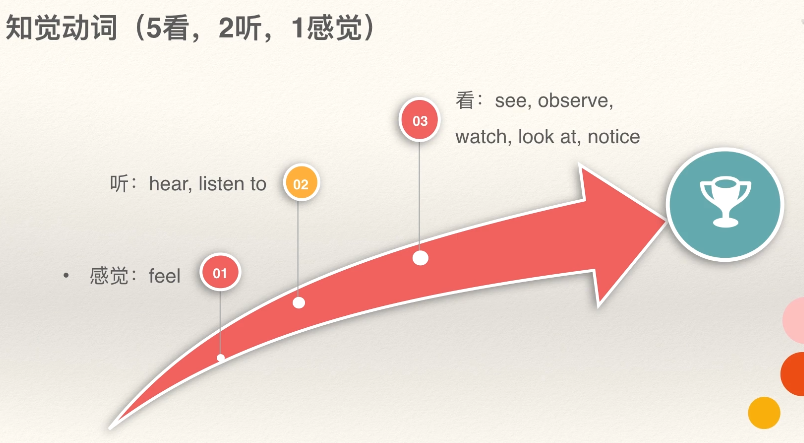 知觉动词（5看，2听，1感觉）
03
看：see, observe,
watch, look at, notice
听：hear, listen to
02
• 感觉：feel
01